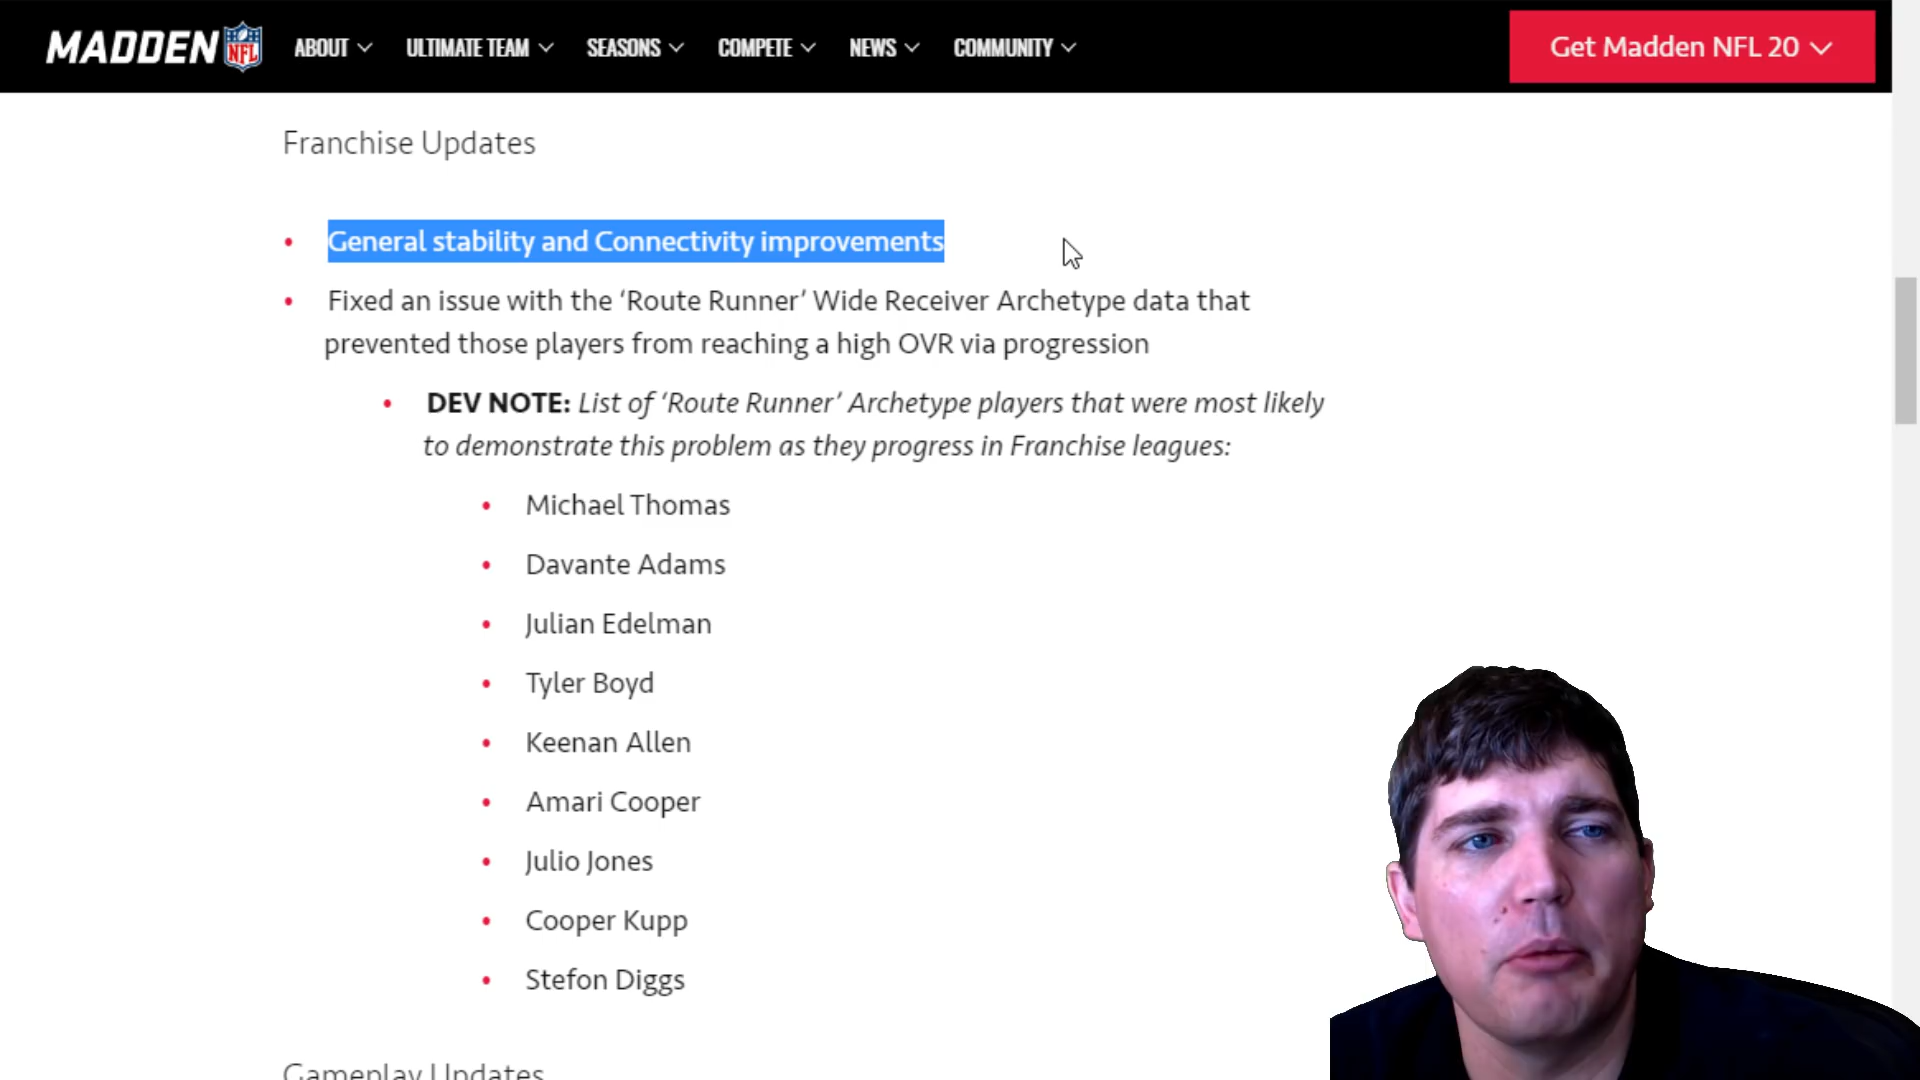 MADDEN NFL ABOUT ULTIMATE TEAM SEASONS COMPETE NEWS COMMUNITY Get Madden NFL 20
Franchise Updates
General stability and Connectivity improvements
Fixed an issue with the ‘Route Runner’ Wide Receiver Archetype data that
prevented those players from reaching a high OVR via progression
DEV NOTE: List of ‘Route Runner’ Archetype players that were most likely
to demonstrate this problem as they progress in Franchise leagues:
Michael Thomas
Davante Adams
Julian Edelman
Tyler Boyd
Keenan Allen
Amari Cooper
Julio Jones
Cooper Kupp
Stefon Diggs
Gameplay Updates